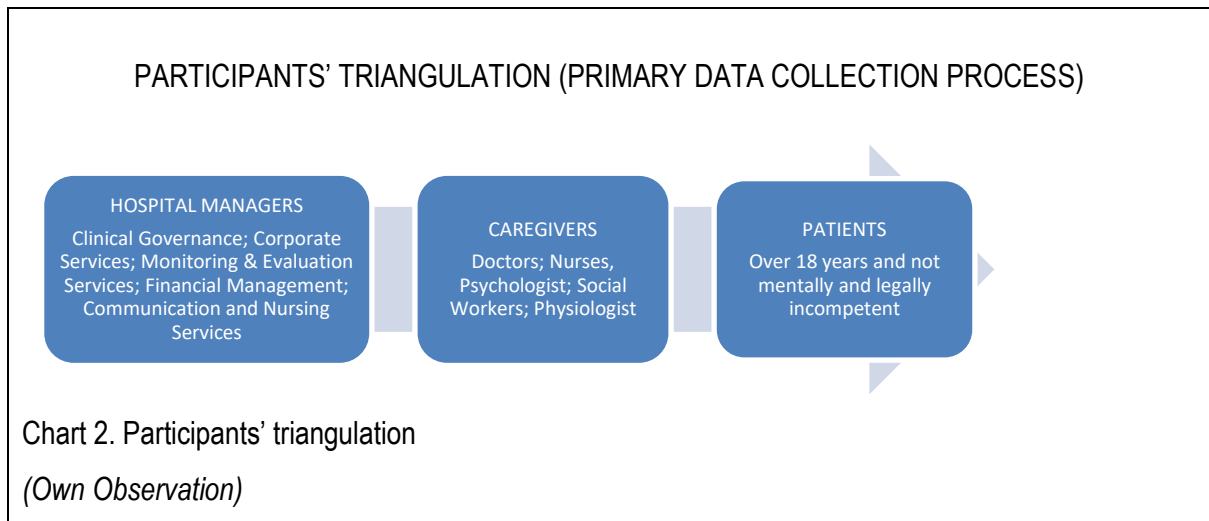 PARTICIPANTS’ TRIANGULATION (PRIMARY DATA COLLECTION PROCESS)
HOSPITAL MANAGERS
Clinical Governance; Corporate
Services; Monitoring & Evaluation
Services; Financial Management;
Communication and Nursing
Services
CAREGIVERS
Doctors; Nurses,
Psychologist; Social
Workers; Physiologist
PATIENTS
Over 18 years and not
mentally and legally
incompetent
Chart 2. Participants’ triangulation
(Own Observation)